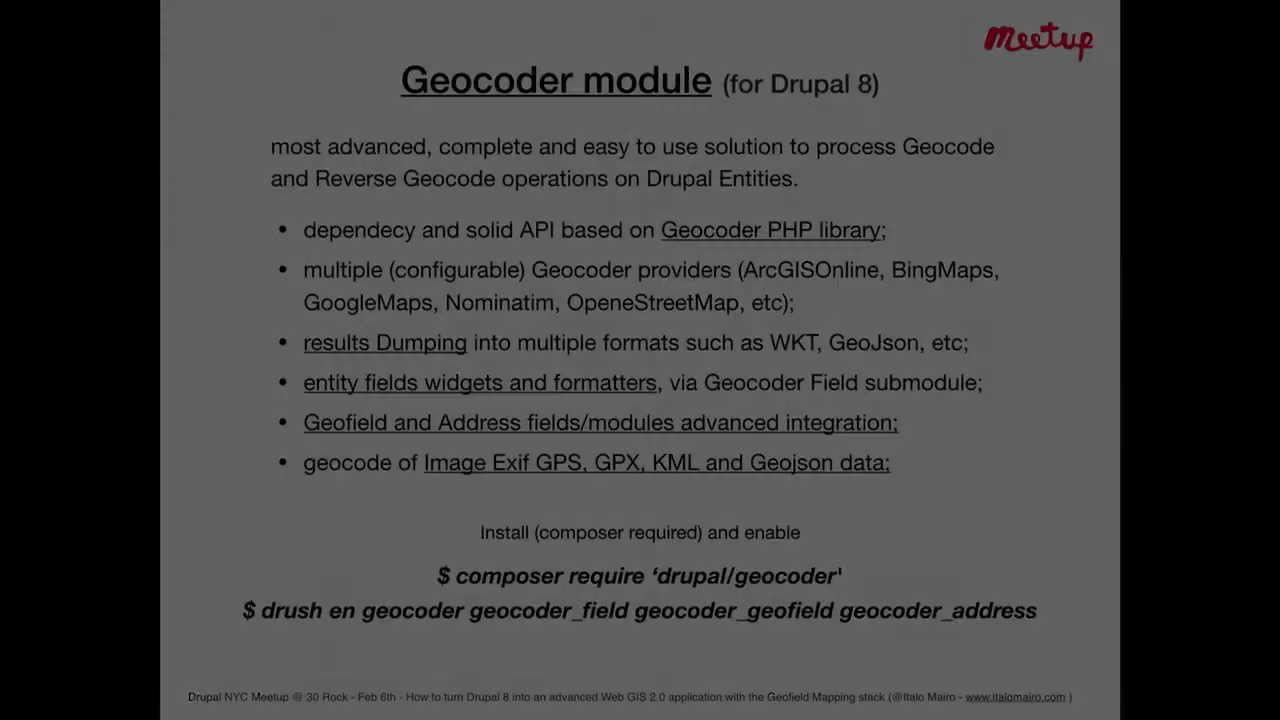 meetup
Geocoder module (for Drupal 8)
most advanced, complete and easy to use solution to process Geocode
and Reverse Geocode operations on Drupal Entities.
• dependecy and solid API based on Geocoder PHP library;
• multiple (configurable) Geocoder providers (ArcGISOnline, BingMaps,
GoogleMaps, Nominatim, OpeneStreetMap, etc);
• results Dumping into multiple formats such as WKT, GeoJson, etc;
• entity fields widgets and formatters, via Geocoder Field submodule;
• Geofield and Address fields/modules advanced integration;
• geocode of Image Exif GPS, GPX, KML and Geojson data;
Install (composer required) and enable
$ composer require ‘drupal/geocoder'
$ drush en geocoder geocoder_field geocoder_geofield geocoder_address
Drupal NYC Meetup @ 30 Rock - Feb 6th - How to turn Drupal 8 into an advanced Web GIS 2.0 application with the Geofield Mapping stack (@Italo Mairo - www.italomairo.com )